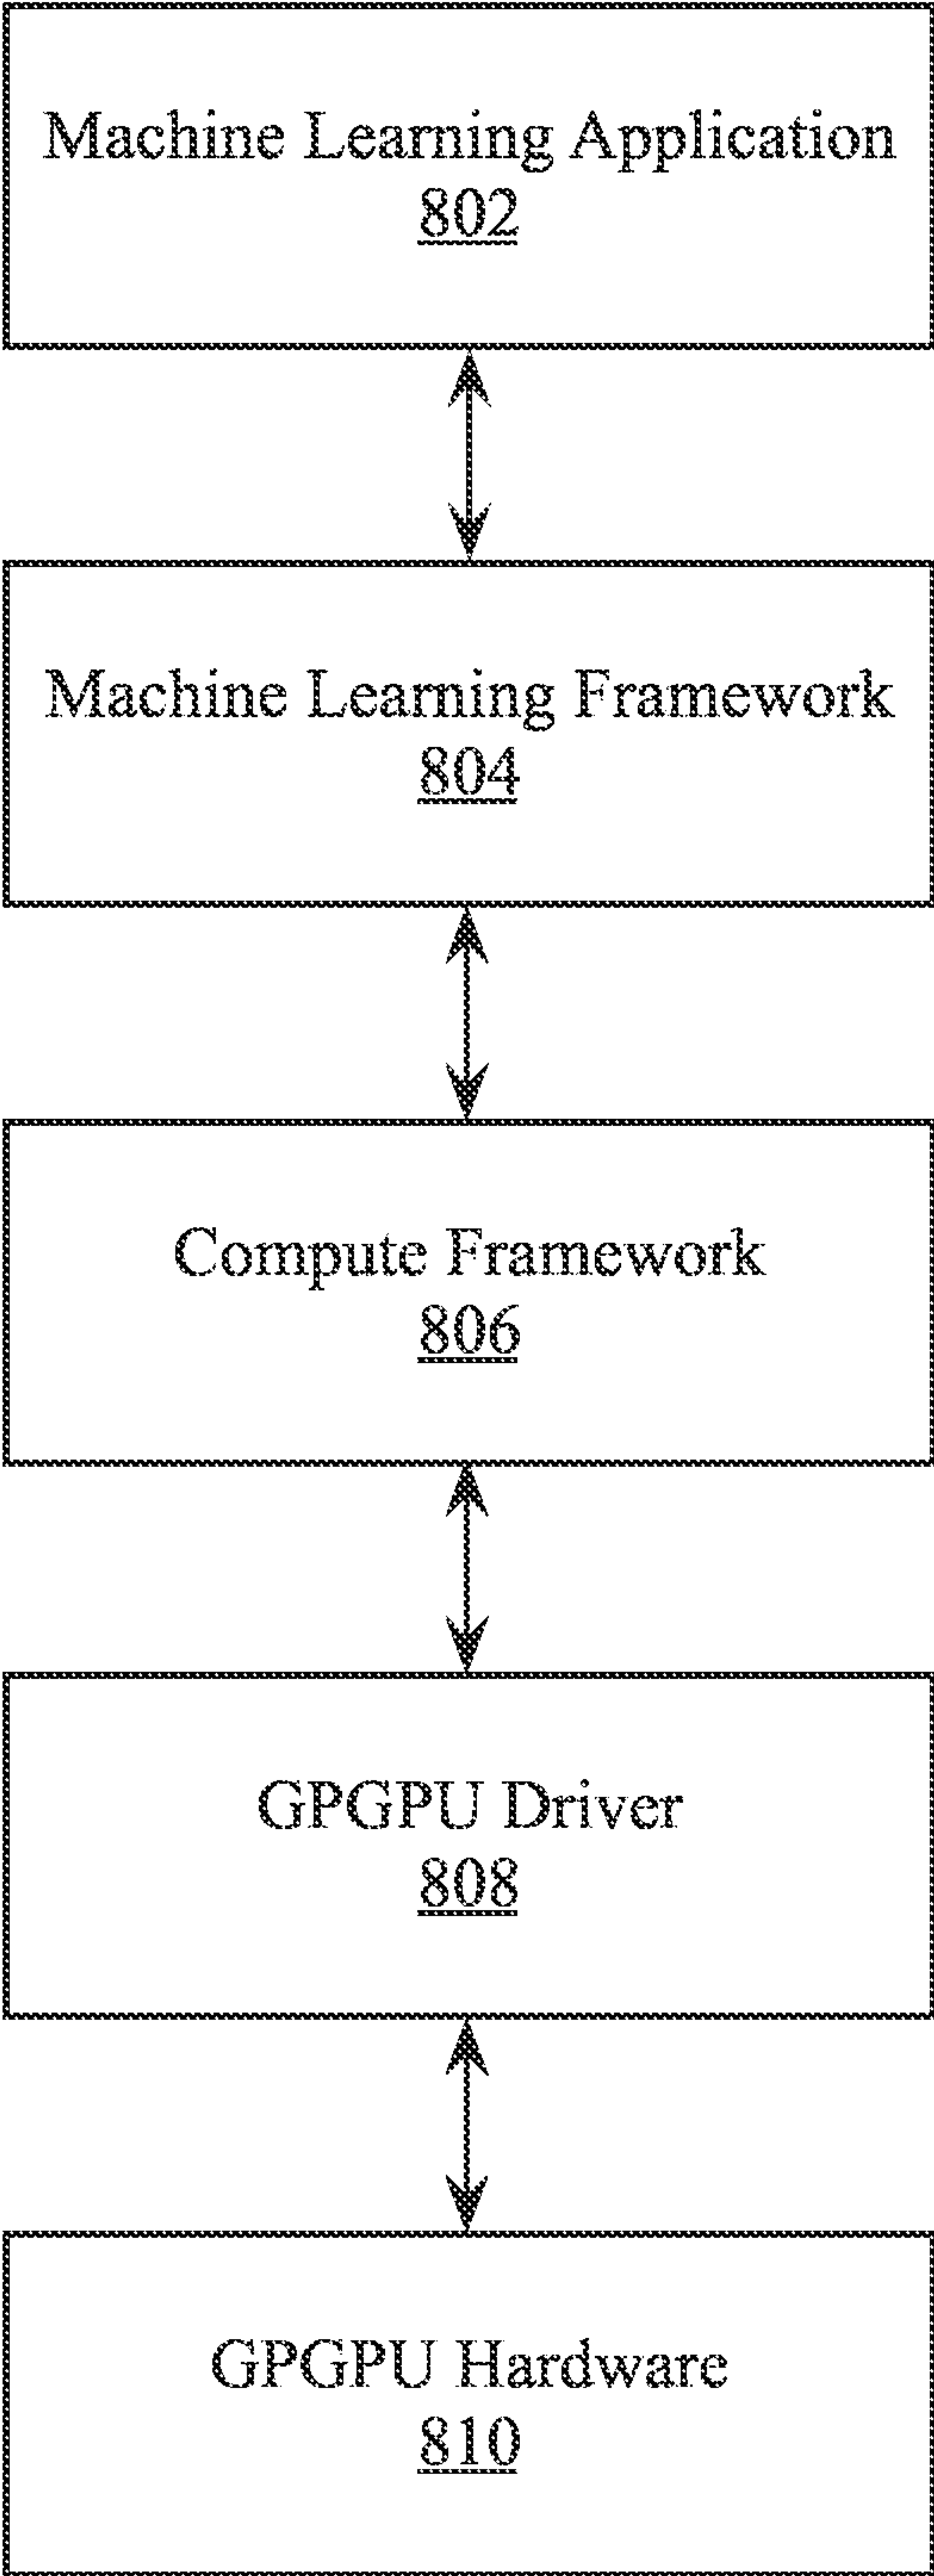 Machine Learning Application
802
Machine Learning Framework
804
Compute Framework
806
GPGPU Driver
808
GPGPU Hardware
810